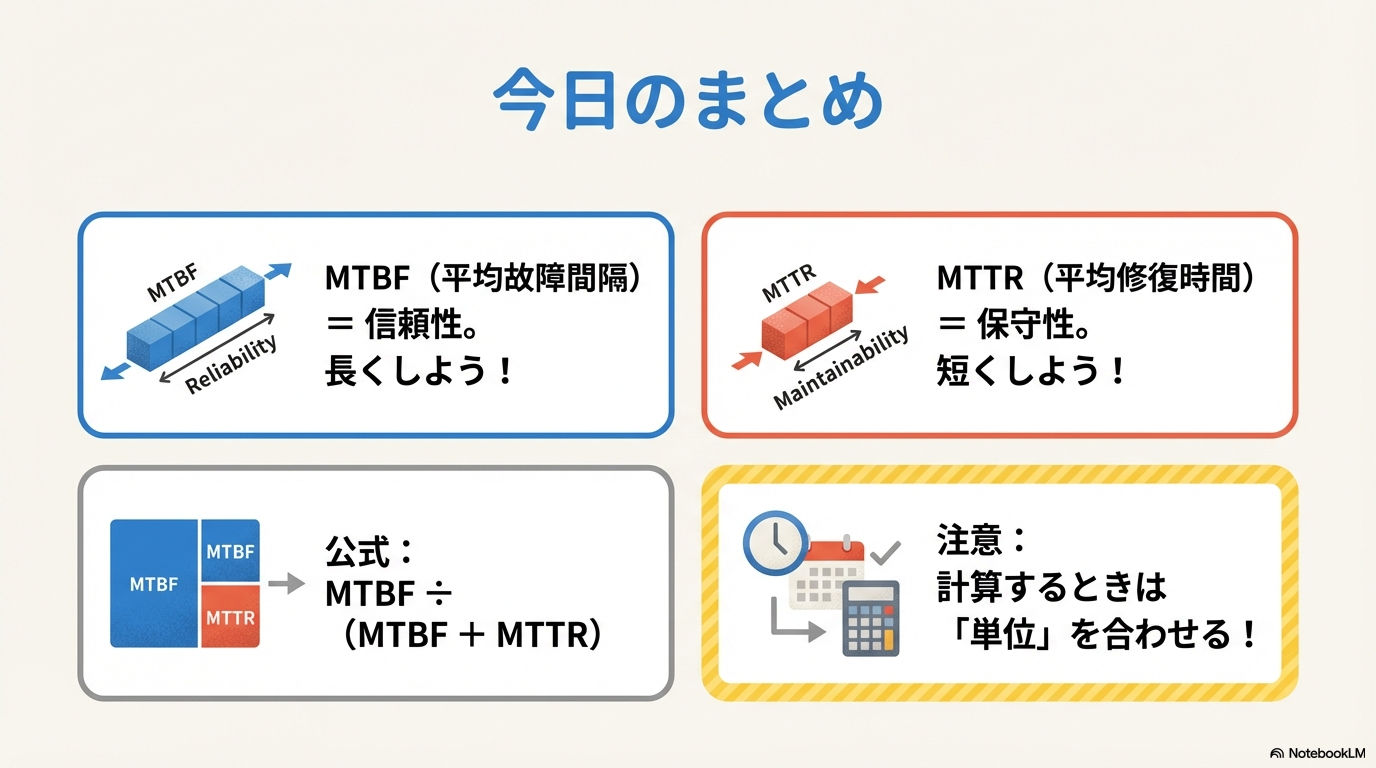 今日のまとめ
MTBF
Reliability
MTBF（平均故障間隔）
＝ 信頼性。
長くしよう！
MTTR
Maintainability
MTTR（平均修復時間）
＝ 保守性。
短くしよう！
MTBF
MTBF
MTTR
公式：
MTBF ÷
（MTBF ＋ MTTR）
注意：
計算するときは
「単位」を合わせる！
NotebookLM